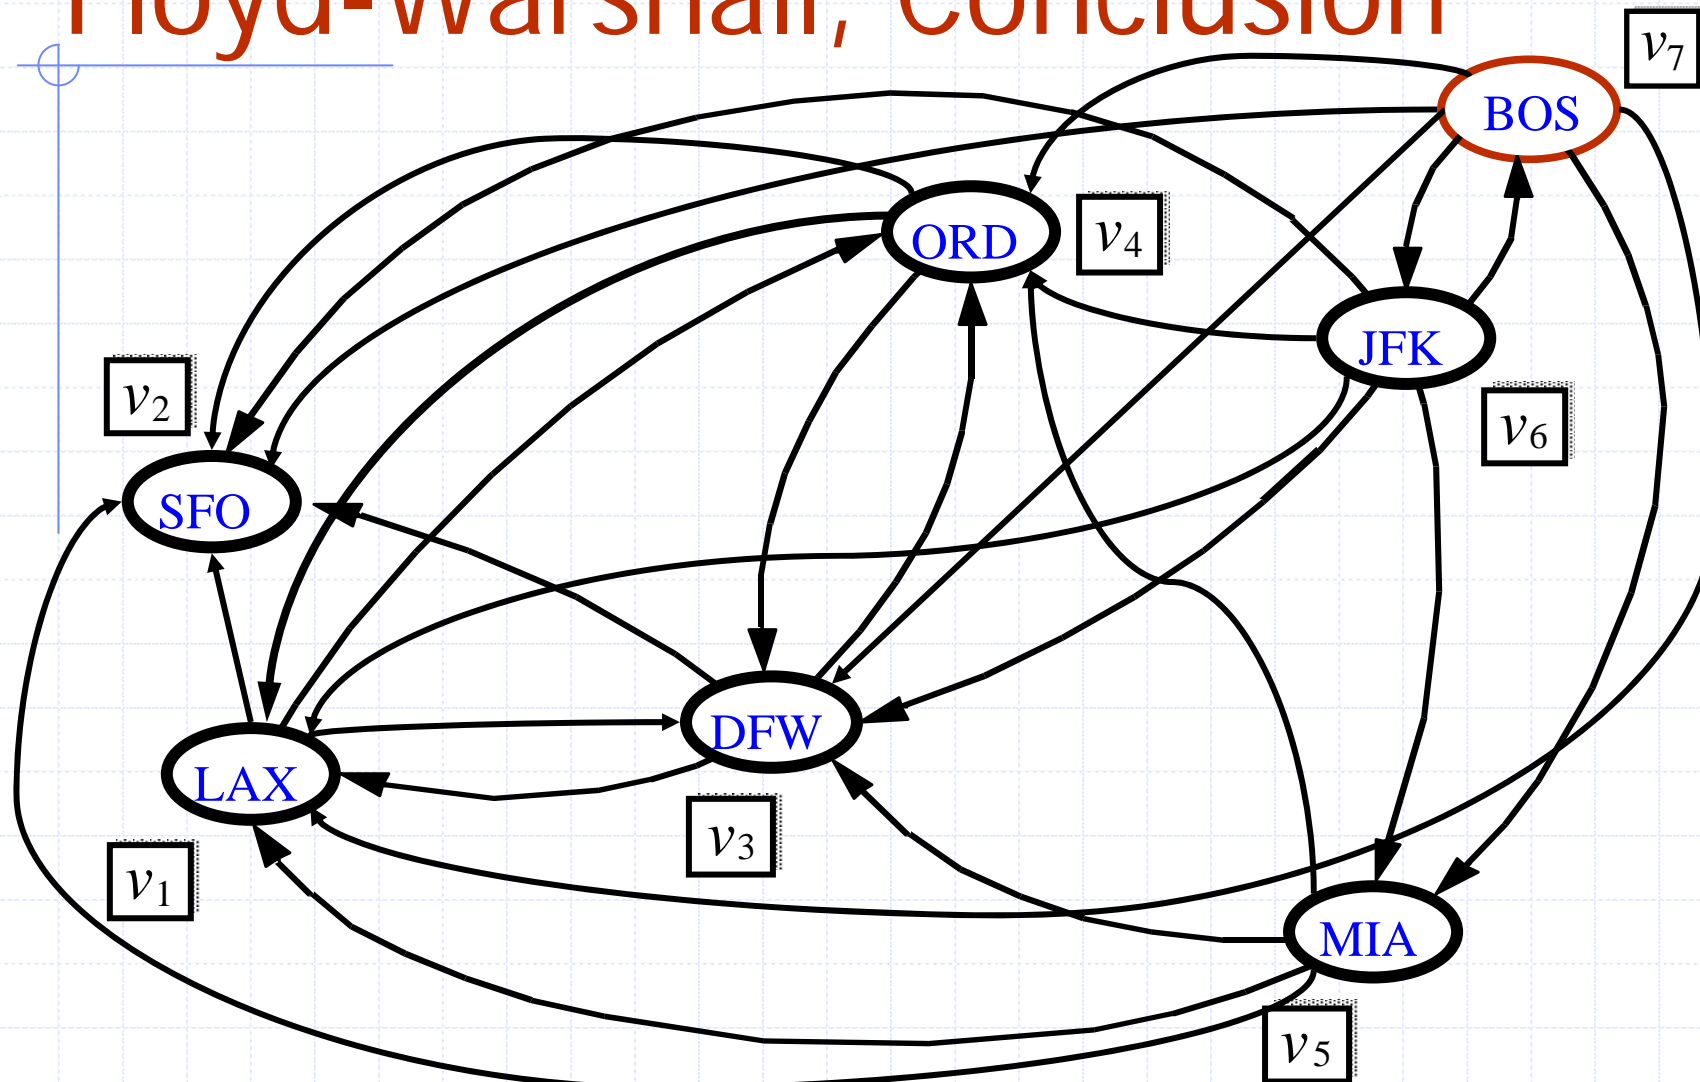 Floyd-Warshall, Conclusion
v7
BOS
ORD
v4
JFK
v2
v6
SFO
DFW
LAX
v3
v1
MIA
v5